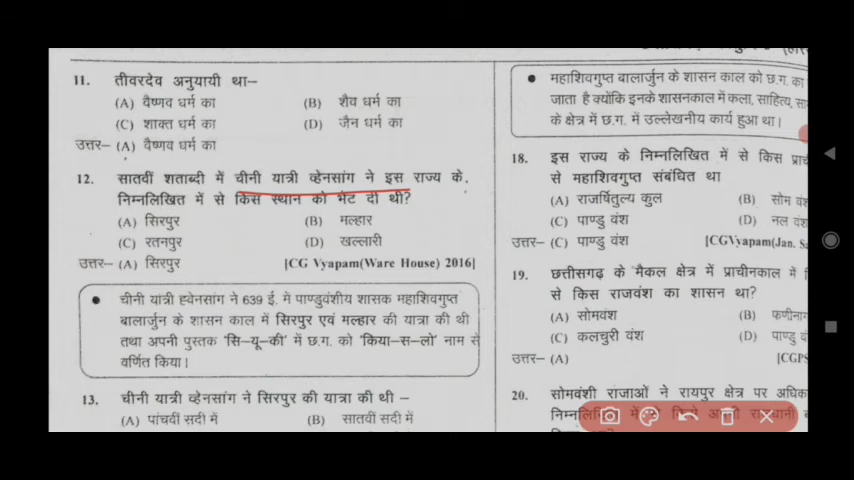 11. तीवरदेव अनुयायी था–
(A) वैष्णव धर्म का (B) शैव धर्म का
(C) शाक्त धर्म का (D) जैन धर्म का
उत्तर– (A) वैष्णव धर्म का
12. सातवीं शताब्दी में चीनी यात्री व्हेनसांग ने इस राज्य के,
निम्नलिखित में से किस स्थान को भेंट दी थी?
(A) सिरपुर (B) मल्हार
(C) रतनपुर (D) खल्लारी
उत्तर– (A) सिरपुर [CG Vyapam(Ware House) 2016]
• चीनी यांत्री ह्वेनसांग ने 639 ई. में पाण्डुवंशीय शासक महाशिवगुप्त
बालार्जुन के शासन काल में सिरपुर एवं मल्हार की यात्रा की थी
तथा अपनी पुस्तक 'सि–यू–की' में छ.ग. को 'किया–स–लो' नाम से
वर्णित किया।
13. चीनी यात्री व्हेनसांग ने सिरपुर की यात्रा की थी –
(A) पांचवी सदी में (B) सातवीं सदी में
• महाशिवगुप्त बालार्जुन के शासन काल को छ.ग. का
जाता है क्योंकि इनके शासनकाल में कला, साहित्य,
के क्षेत्र में छ.ग. में उल्लेखनीय कार्य हुआ था।
18. इस राज्य के निम्नलिखित में से किस
से महाशिवगुप्त संबंधित था
(A) राजर्षितुल्य कुल (B) सोम
(C) पाण्डु वंश (D) नल
उत्तर– (C) पाण्डु वंश [CGVyapam(Jan.
19. छत्तीसगढ़ के मैकल क्षेत्र में प्राचीनकाल में
से किस राजवंश का शासन था?
(A) सोमवंश (B)
(C) कलचुरी वंश (D) पाण्डु
उत्तर– (A)
20. सोमवंशी राजाओं ने रायपुर क्षेत्र पर